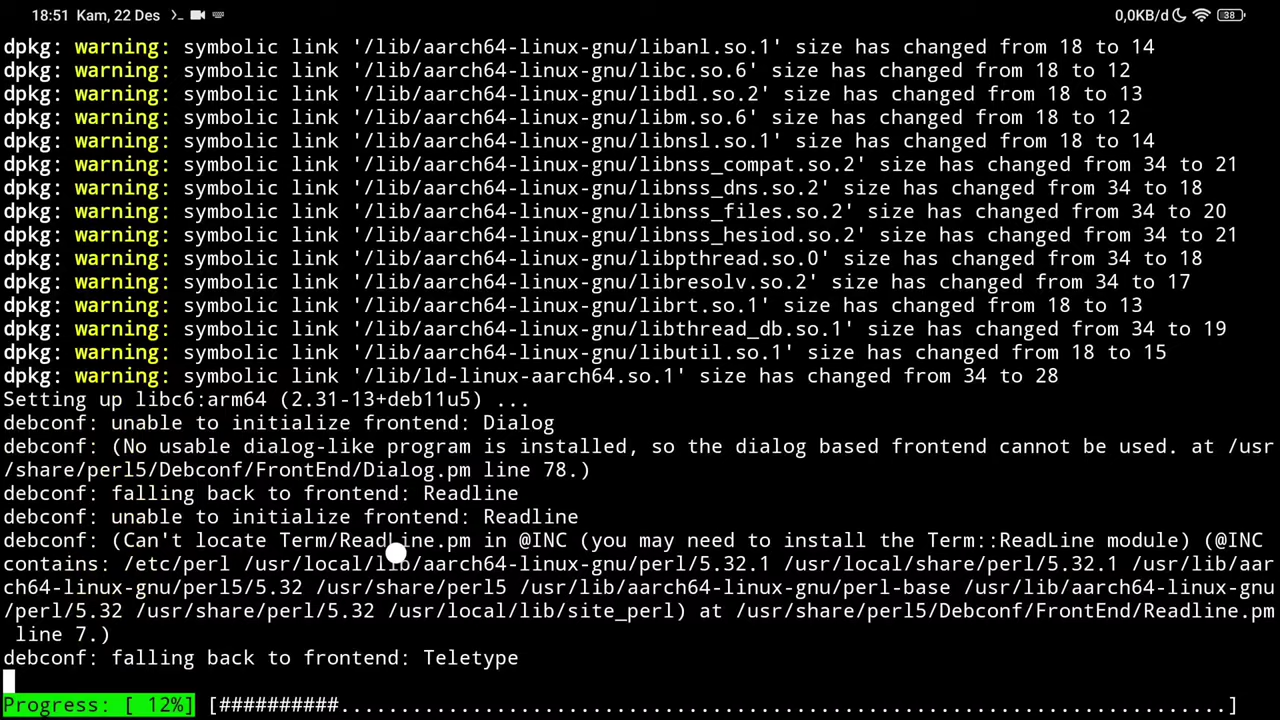 18:51 Kam, 22 Des
0,0KB/d 38
dpkg: warning: symbolic link '/lib/aarch64-linux-gnu/libanl.so.1' size has changed from 18 to 14
dpkg: warning: symbolic link '/lib/aarch64-linux-gnu/libc.so.6' size has changed from 18 to 12
dpkg: warning: symbolic link '/lib/aarch64-linux-gnu/libdl.so.2' size has changed from 18 to 13
dpkg: warning: symbolic link '/lib/aarch64-linux-gnu/libm.so.6' size has changed from 18 to 12
dpkg: warning: symbolic link '/lib/aarch64-linux-gnu/libnsl.so.1' size has changed from 18 to 14
dpkg: warning: symbolic link '/lib/aarch64-linux-gnu/libnss_compat.so.2' size has changed from 34 to 21
dpkg: warning: symbolic link '/lib/aarch64-linux-gnu/libnss_dns.so.2' size has changed from 34 to 18
dpkg: warning: symbolic link '/lib/aarch64-linux-gnu/libnss_files.so.2' size has changed from 34 to 20
dpkg: warning: symbolic link '/lib/aarch64-linux-gnu/libnss_hesiod.so.2' size has changed from 34 to 21
dpkg: warning: symbolic link '/lib/aarch64-linux-gnu/libpthread.so.0' size has changed from 34 to 18
dpkg: warning: symbolic link '/lib/aarch64-linux-gnu/libresolv.so.2' size has changed from 34 to 17
dpkg: warning: symbolic link '/lib/aarch64-linux-gnu/librt.so.1' size has changed from 18 to 13
dpkg: warning: symbolic link '/lib/aarch64-linux-gnu/libthread_db.so.1' size has changed from 34 to 19
dpkg: warning: symbolic link '/lib/aarch64-linux-gnu/libutil.so.1' size has changed from 18 to 15
dpkg: warning: symbolic link '/lib/ld-linux-aarch64.so.1' size has changed from 34 to 28
Setting up libc6:arm64 (2.31-13+deb11u5) ...
debconf: unable to initialize frontend: Dialog
debconf: (No usable dialog-like program is installed, so the dialog based frontend cannot be used. at /usr
/share/perl5/Debconf/FrontEnd/Dialog.pm line 78.)
debconf: falling back to frontend: Readline
debconf: unable to initialize frontend: Readline
debconf: (Can't locate Term/ReadLine.pm in @INC (you may need to install the Term::ReadLine module) (@INC
contains: /etc/perl /usr/local/lib/aarch64-linux-gnu/perl/5.32.1 /usr/local/share/perl/5.32.1 /usr/lib/aar
ch64-linux-gnu/perl5/5.32 /usr/share/perl5 /usr/lib/aarch64-linux-gnu/perl-base /usr/lib/aarch64-linux-gnu
/perl/5.32 /usr/share/perl/5.32 /usr/local/lib/site_perl) at /usr/share/perl5/Debconf/FrontEnd/Readline.pm
line 7.)
debconf: falling back to frontend: Teletype
Progress: [ 12%] [##########..........................................................................]